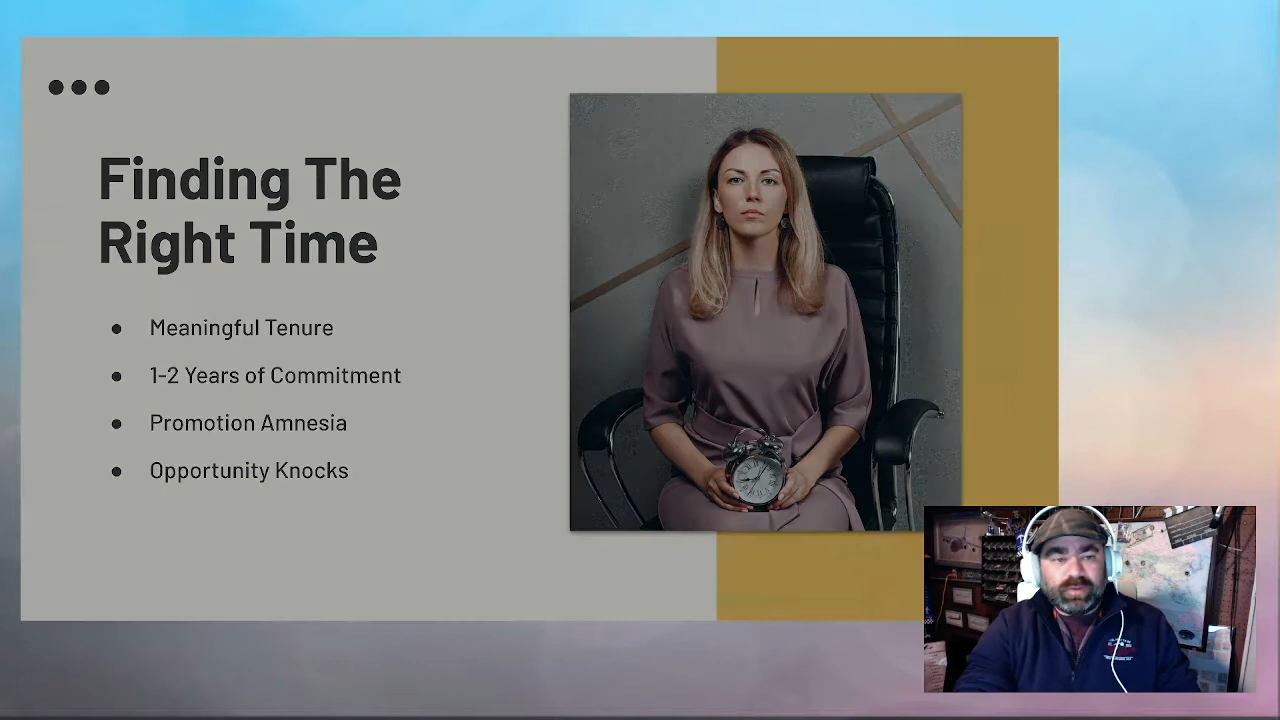 Finding The
Right Time
● Meaningful Tenure
● 1-2 Years of Commitment
● Promotion Amnesia
● Opportunity Knocks